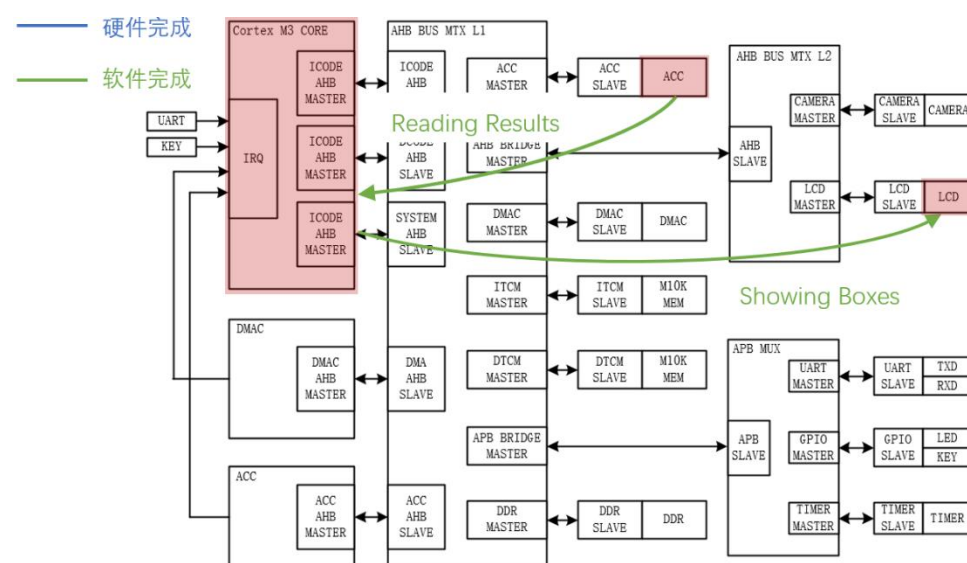 硬件完成
软件完成
Cortex M3 CORE
ICODE
AHB
MASTER
ICODE
AHB
MASTER
ICODE
AHB
MASTER
IRQ
UART
KEY
DMAC
DMAC
AHB
MASTER
ACC
ACC
AHB
MASTER
AHB BUS MTX L1
ICODE
AHB
DCODE
AHB
SLAVE
SYSTEM
AHB
SLAVE
DMA
AHB
SLAVE
ACC
AHB
SLAVE
ACC
MASTER
AHB BRIDGE
MASTER
DMAC
MASTER
ITCM
MASTER
DTCM
MASTER
APB BRIDGE
MASTER
DDR
MASTER
ACC
SLAVE
ACC
Reading Results
DMAC
SLAVE
DMAC
ITCM
SLAVE
M10K
MEM
DTCM
SLAVE
M10K
MEM
DDR
SLAVE
DDR
AHB BUS MTX L2
AHB
SLAVE
CAMERA
MASTER
CAMERA
SLAVE
CAMERA
LCD
MASTER
LCD
SLAVE
LCD
Showing Boxes
APB MUX
APB
SLAVE
UART
MASTER
UART
SLAVE
TXD
RXD
GPIO
MASTER
GPIO
SLAVE
LED
KEY
TIMER
MASTER
TIMER
SLAVE
TIMER